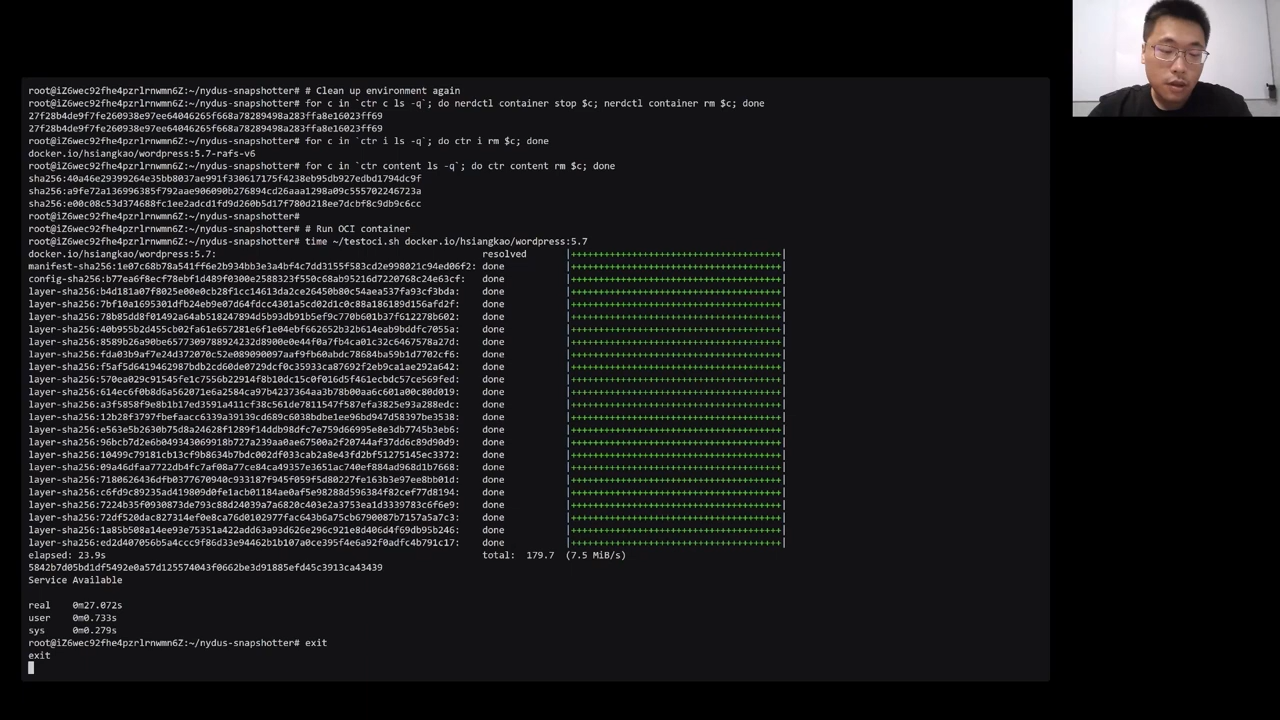 root@iZ6wec92fhe4pzrlrnwmn6Z:~/nydus-snapshotter# # Clean up environment again
root@iZ6wec92fhe4pzrlrnwmn6Z:~/nydus-snapshotter# for c in `ctr c ls -q`; do nerdctl container stop $c; nerdctl container rm $c; done
27f28b4de9f7fe260938e97ee64046265f668a78289498a283ffa8e16023ff69
27f28b4de9f7fe260938e97ee64046265f668a78289498a283ffa8e16023ff69
root@iZ6wec92fhe4pzrlrnwmn6Z:~/nydus-snapshotter# for c in `ctr i ls -q`; do ctr i rm $c; done
docker.io/hsiangkao/wordpress:5.7-rafs-v6
root@iZ6wec92fhe4pzrlrnwmn6Z:~/nydus-snapshotter# for c in `ctr content ls -q`; do ctr content rm $c; done
sha256:40a46e29399264e35bb8037ab991f330617175f4238eb95db927edbd1794dc9f
sha256:a9fe72a136996385f792aae906090b276894cd26aaa1298a09c555702246723a
sha256:e00c08c53d374688fc1ee2adcd1fd9d260b5d17f780d218ee7dcbf8c9db9c6cc
root@iZ6wec92fhe4pzrlrnwmn6Z:~/nydus-snapshotter#
root@iZ6wec92fhe4pzrlrnwmn6Z:~/nydus-snapshotter# # Run OCI container
root@iZ6wec92fhe4pzrlrnwmn6Z:~/nydus-snapshotter# time ~/testoci.sh docker.io/hsiangkao/wordpress:5.7
docker.io/hsiangkao/wordpress:5.7: resolved |++++++++++++++++++++++++++++++++++++++|
manifest-sha256:1e07c68b78a541ff6e2b934bb3e3a4bf4c7dd3155f583cd2e998021c94ed06f2: done |++++++++++++++++++++++++++++++++++++++|
config-sha256:b77ea6f8ecf78ebf1d489f0300e2588323f550c68ab95216d7220768c24e63cf: done |++++++++++++++++++++++++++++++++++++++|
layer-sha256:b4d181a07f8025e00e0cb28f1cc14613da2ce26450b80c54aea537fa93cf3bda: done |++++++++++++++++++++++++++++++++++++++|
layer-sha256:7bf10a1695301dfb24eb9e07d64fdcc4301a5cd02d1c0c88a186189d156afd2f: done |++++++++++++++++++++++++++++++++++++++|
layer-sha256:78b85dd8f01492a64ab518247894d5b93db91b5ef9c770b601b37f612278b602: done |++++++++++++++++++++++++++++++++++++++|
layer-sha256:40b955b2d455cb02fa61e657281e6f1e04ebf662652b32b614eab9bddfc7055a: done |++++++++++++++++++++++++++++++++++++++|
layer-sha256:8589b26a90be6577309788924232d8900e0e44f0a7fb4ca01c32c6467578a27d: done |++++++++++++++++++++++++++++++++++++++|
layer-sha256:fda03b9af7e24d372070c52e089090097aaf9fb60abdc78684ba59b1d7702cf6: done |++++++++++++++++++++++++++++++++++++++|
layer-sha256:f5af5d6419462987bdb2cd60de0729dcf0c35933ca87692f2eb9ca1ae292a642: done |++++++++++++++++++++++++++++++++++++++|
layer-sha256:570ea029c91545fe1c7556b22914f8b10dc15c0f016d5f461ecbdc57ce569fed: done |++++++++++++++++++++++++++++++++++++++|
layer-sha256:614ec6f0b8d6a562071e6a2584ca97b4237364aa3b78b00aa6c601a00c80d019: done |++++++++++++++++++++++++++++++++++++++|
layer-sha256:a3f5858f9e8b1b17ed3591a411cf38c561de7811547f587efa3825e93a288edc: done |++++++++++++++++++++++++++++++++++++++|
layer-sha256:12b28f3797fbefaacc6339a39139cd689c6038bdbe1ee96bd947d58397be3538: done |++++++++++++++++++++++++++++++++++++++|
layer-sha256:e563e5b2630b75d8a24628f1289f14ddb98dfc7e759d66995e8e3db7745b3eb6: done |++++++++++++++++++++++++++++++++++++++|
layer-sha256:96bcb7d2e6b049343069918b727a239aa0ae67500a2f20744af37dd6c89d90d9: done |++++++++++++++++++++++++++++++++++++++|
layer-sha256:10499c79181cb13cf9b8634b7bdc002df033cab2a8e43fd2bf51275145ec3372: done |++++++++++++++++++++++++++++++++++++++|
layer-sha256:09a46dfaa7722db4fc7af08a77ce84ca49357e3651ac740ef884ad968d1b7668: done |++++++++++++++++++++++++++++++++++++++|
layer-sha256:7180626436dfb0377670940c933187f945f059f5d80227fe163b3e97ee8bb01d: done |++++++++++++++++++++++++++++++++++++++|
layer-sha256:c6fd9c89235ad419809d0fe1acb01184ae0af5e98288d596384f82cef77d8194: done |++++++++++++++++++++++++++++++++++++++|
layer-sha256:7224b35f0930873de793c88d24039a7a6820c403e2a3753ea1d3339783c6f6e9: done |++++++++++++++++++++++++++++++++++++++|
layer-sha256:72df520dac827314ef0e8ca76d0102977fac643b6a75cb6790087b7157a5a7c3: done |++++++++++++++++++++++++++++++++++++++|
layer-sha256:1a85b508a14ee93e75351a422add63a93d626e296c921e8d406d4f69db95b246: done |++++++++++++++++++++++++++++++++++++++|
layer-sha256:ed2d407056b5a4ccc9f86d33e94462b1b107a0ce395f4e6a92f0adfc4b791c17: done |++++++++++++++++++++++++++++++++++++++|
elapsed: 23.9s total: 179.7 (7.5 MiB/s)
5842b7d05bd1df5492e0a57d125574043f0662be3d91885efd45c3913ca43439
Service Available
real 0m27.072s
user 0m0.733s
sys 0m0.279s
root@iZ6wec92fhe4pzrlrnwmn6Z:~/nydus-snapshotter# exit
exit